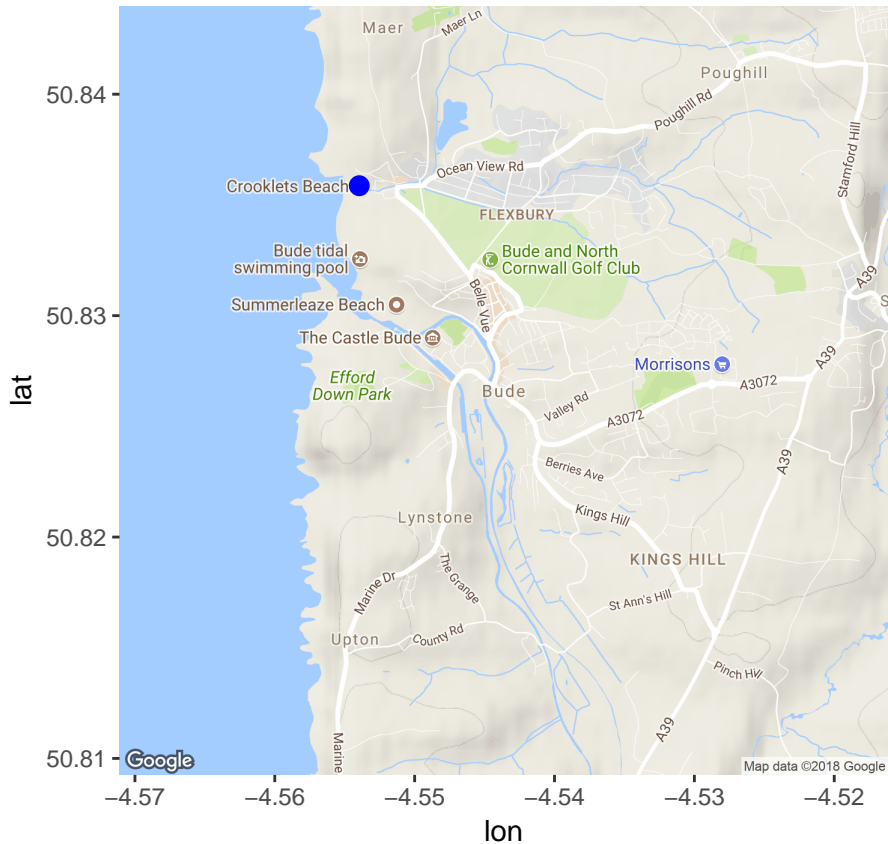 Maer
Maer Ln
Poughill
50.84
Poughill Rd
Stamford Hill
Ocean View Rd
Crooklets Beach
FLEXBURY
Bude tidal
swimming pool
Bude and North
Cornwall Golf Club
A39
S
Summerleaze Beach
Belle Vue
50.83
The Castle Bude
A39
Morrisons
Efford
Down Park
lat
Bude
A3072
Valley Rd
A3072
A39
Berries Ave
Lynstone
Kings Hill
50.82
KINGS HILL
The Grange
Marine Dr
St Ann's Hill
Upton
County Rd
Pinch Hill
A39
Marine
50.81
Google
Map data ©2018 Google
−4.57
−4.56
−4.55
−4.54
−4.53
−4.52
lon